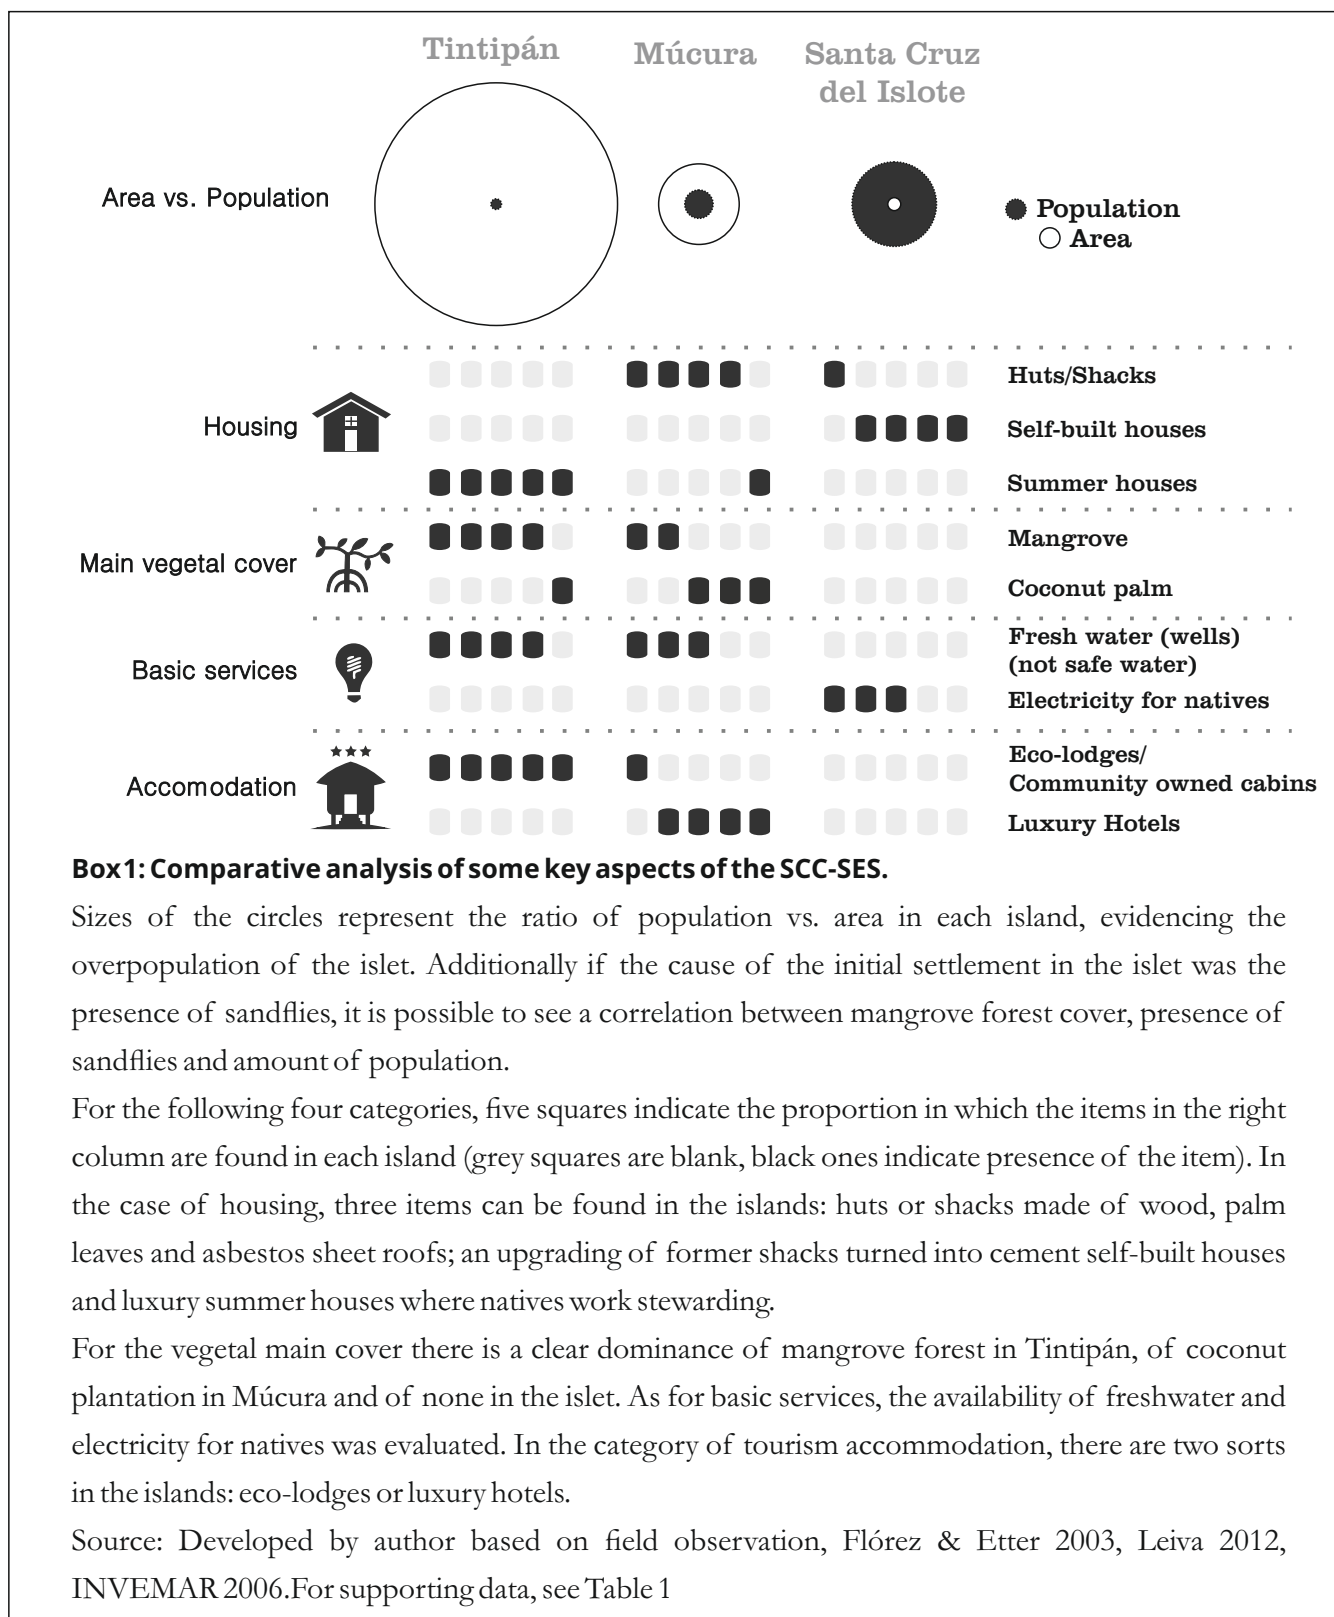 Tintipán
Múcura
Santa Cruz
del Islote
Area vs. Population
Population
Area
Huts/Shacks
Housing
Self-built houses
Summer houses
Mangrove
Main vegetal cover
Coconut palm
Fresh water (wells)
(not safe water)
Basic services
Electricity for natives
Eco-lodges/
Community owned cabins
Accomodation
Luxury Hotels
Box1: Comparative analysis of some key aspects of the SCC-SES.
Sizes of the circles represent the ratio of population vs. area in each island, evidencing the
overpopulation of the islet. Additionally if the cause of the initial settlement in the islet was the
presence of sandflies, it is possible to see a correlation between mangrove forest cover, presence of
sandflies and amount of population.
For the following four categories, five squares indicate the proportion in which the items in the right
column are found in each island (grey squares are blank, black ones indicate presence of the item). In
the case of housing, three items can be found in the islands: huts or shacks made of wood, palm
leaves and asbestos sheet roofs; an upgrading of former shacks turned into cement self-built houses
and luxury summer houses where natives work stewarding.
For the vegetal main cover there is a clear dominance of mangrove forest in Tintipán, of coconut
plantation in Múcura and of none in the islet. As for basic services, the availability of freshwater and
electricity for natives was evaluated. In the category of tourism accommodation, there are two sorts
in the islands: eco-lodges or luxury hotels.
Source: Developed by author based on field observation, Flórez & Etter 2003, Leiva 2012,
INVEMAR 2006.For supporting data, see Table 1